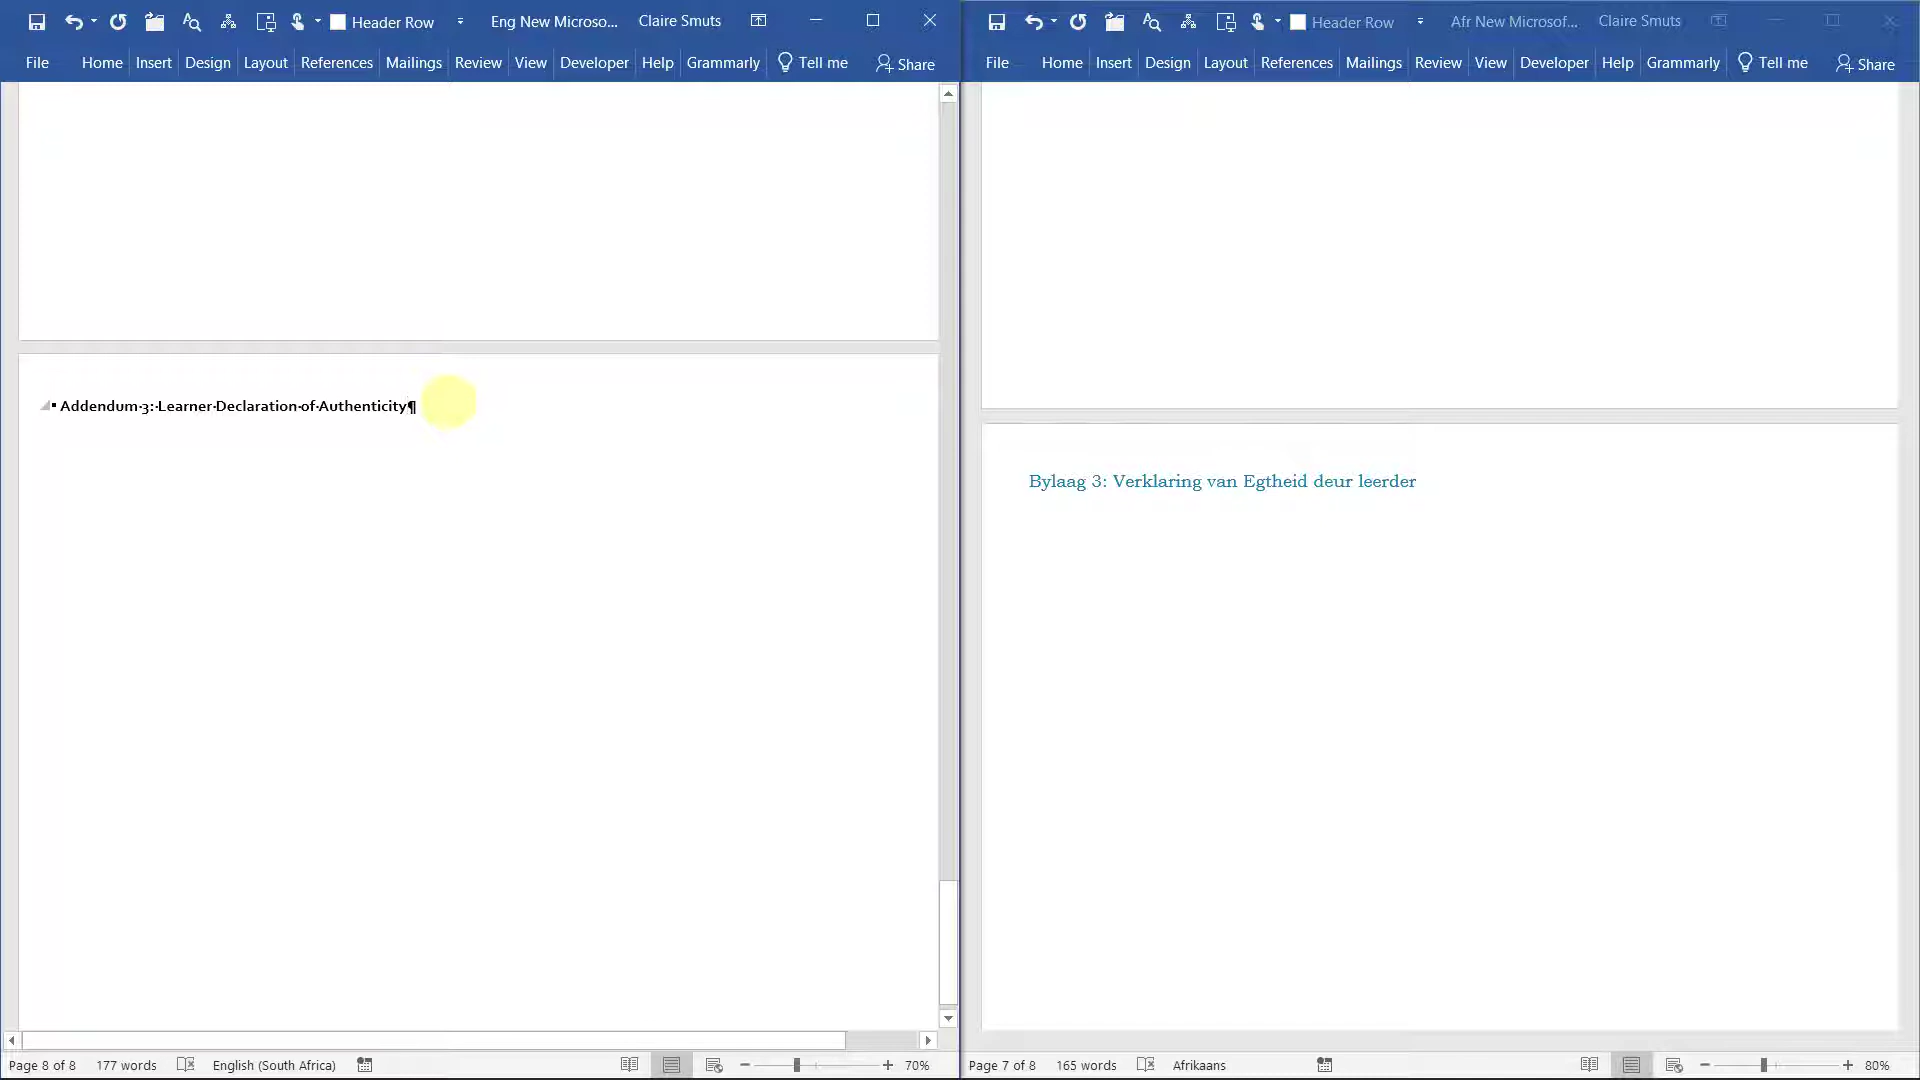 Header Row
Eng New Microso...
Claire Smuts
File
Home
Insert
Design
Layout
References
Mailings
Review
View
Developer
Help
Grammarly
Tell me
Share
Addendum·3:·Learner·Declaration·of·Authenticity¶
Page 8 of 8
177 words
English (South Africa)
70%
Header Row
Afr New Microsof...
Claire Smuts
File
Home
Insert
Design
Layout
References
Mailings
Review
View
Developer
Help
Grammarly
Tell me
Share
Bylaag 3: Verklaring van Egtheid deur leerder
Page 7 of 8
165 words
Afrikaans
80%